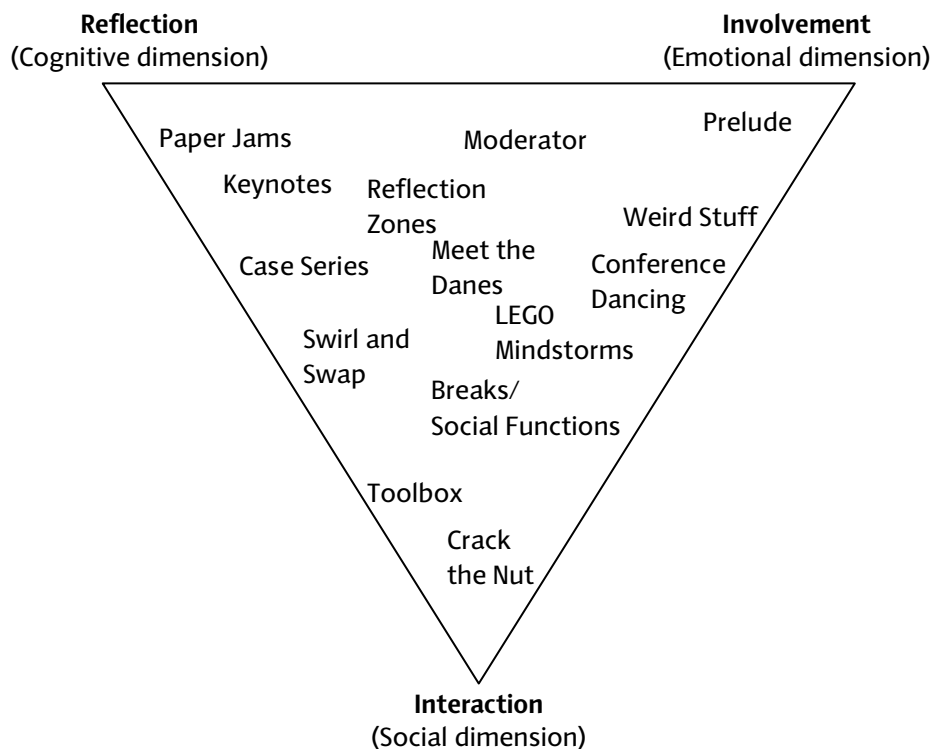 Reflection
(Cognitive dimension)
Involvement
(Emotional dimension)
Prelude
Paper Jams
Moderator
Keynotes
Reflection
Zones
Weird Stuff
Meet the
Danes
Case Series
Conference
Dancing
LEGO
Mindstorms
Swirl and
Swap
Breaks/
Social Functions
Toolbox
Crack
the Nut
Interaction
(Social dimension)